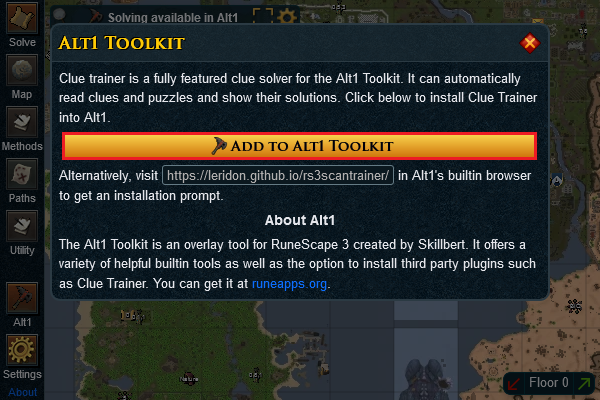 Solving available in Alt1
Solve
Map
Methods
Paths
Utility
Alt1
Settings
About
ALT1 TOOLKIT
Clue trainer is a fully featured clue solver for the Alt1 Toolkit. It can automatically
read clues and puzzles and show their solutions. Click below to install Clue Trainer
into Alt1.
ADD TO ALT1 TOOLKIT
Alternatively, visit https://leridon.github.io/rs3scantrainer/ in Alt1's builtin browser
to get an installation prompt.
About Alt1
The Alt1 Toolkit is an overlay tool for RuneScape 3 created by Skillbert. It offers a
variety of helpful builtin tools as well as the option to install third party plugins such
as Clue Trainer. You can get it at runeapps.org.
Nature
Floor 0